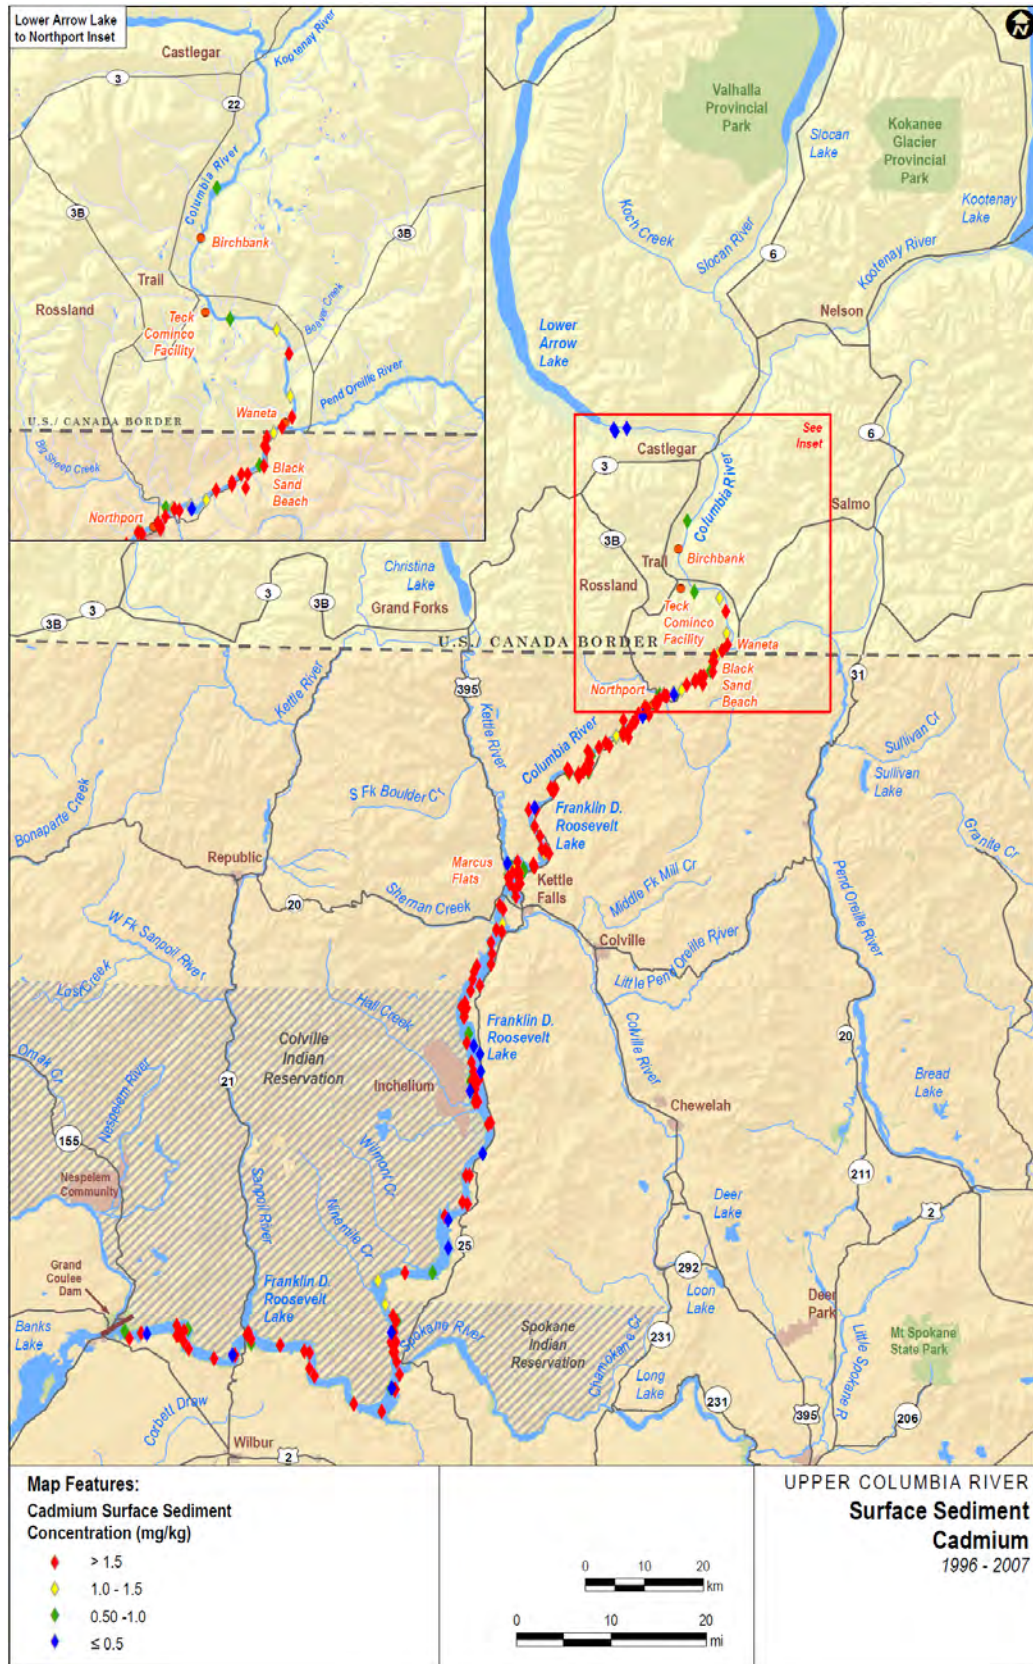 Lower Arrow Lake
to Northport Inset
N
Castlegar
Kootenay River
3
22
Columbia River
3B
3B
Birchbank
Trail
Rossland
Teck
Cominco
Facility
Beaver Creek
Pend Oreille River
Waneta
U.S./ CANADA BORDER
Big Sheep Creek
Black
Sand
Beach
Northport
Valhalla
Provincial
Park
Slocan
Lake
Kokanee
Glacier
Provincial
Park
Kootenay
Lake
Koch Creek
Slocan River
6
Kootenay River
Nelson
Lower
Arrow
Lake
See
Inset
Castlegar
6
3
Columbia River
Salmo
3B
Birchbank
Trail
Rossland
Teck
Cominco
Facility
Christina
Lake
3
3B
3
3B
Grand Forks
U.S./ CANADA BORDER
Waneta
Black
Sand
Beach
Northport
31
395
Kettle River
Kettle River
Columbia River
Sullivan Cr
Sullivan
Lake
S Fk Boulder Cr
Bonaparte Creek
Franklin D.
Roosevelt
Lake
Granite Cr
Republic
Marcus
Flats
Kettle
Falls
Middle Fk Mill Cr
Sherman Creek
20
Pend Oreille River
W Fk Sanpoil River
Colville
Little Pend Oreille River
Lost Creek
Hall Creek
Franklin D.
Roosevelt
Lake
Colville
Indian
Reservation
Colville River
20
Omak Cr
Nespelem River
21
Inchelium
Bread
Lake
Chewelah
155
Wilmont Cr
Nespelem
Community
Sanpoil River
Ninemile Cr
211
Deer
Lake
2
25
Grand
Coulee
Dam
Franklin D.
Roosevelt
Lake
292
Loon
Lake
Deer
Park
Banks
Lake
Spokane River
Spokane
Indian
Reservation
Chamokane Cr
231
Mt Spokane
State Park
Little Spokane R
Long
Lake
231
395
206
Corbett Draw
Wilbur
2
Map Features:
Cadmium Surface Sediment
Concentration (mg/kg)
> 1.5
1.0 - 1.5
0.50 -1.0
≤ 0.5
0 10 20
km
0 10 20
mi
UPPER COLUMBIA RIVER
Surface Sediment
Cadmium
1996 - 2007